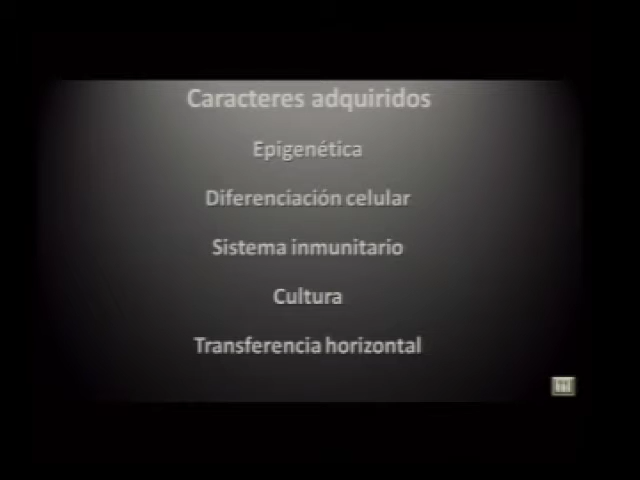 Caracteres adquiridos
Epigenética
Diferenciación celular
Sistema inmunitario
Cultura
Transferencia horizontal